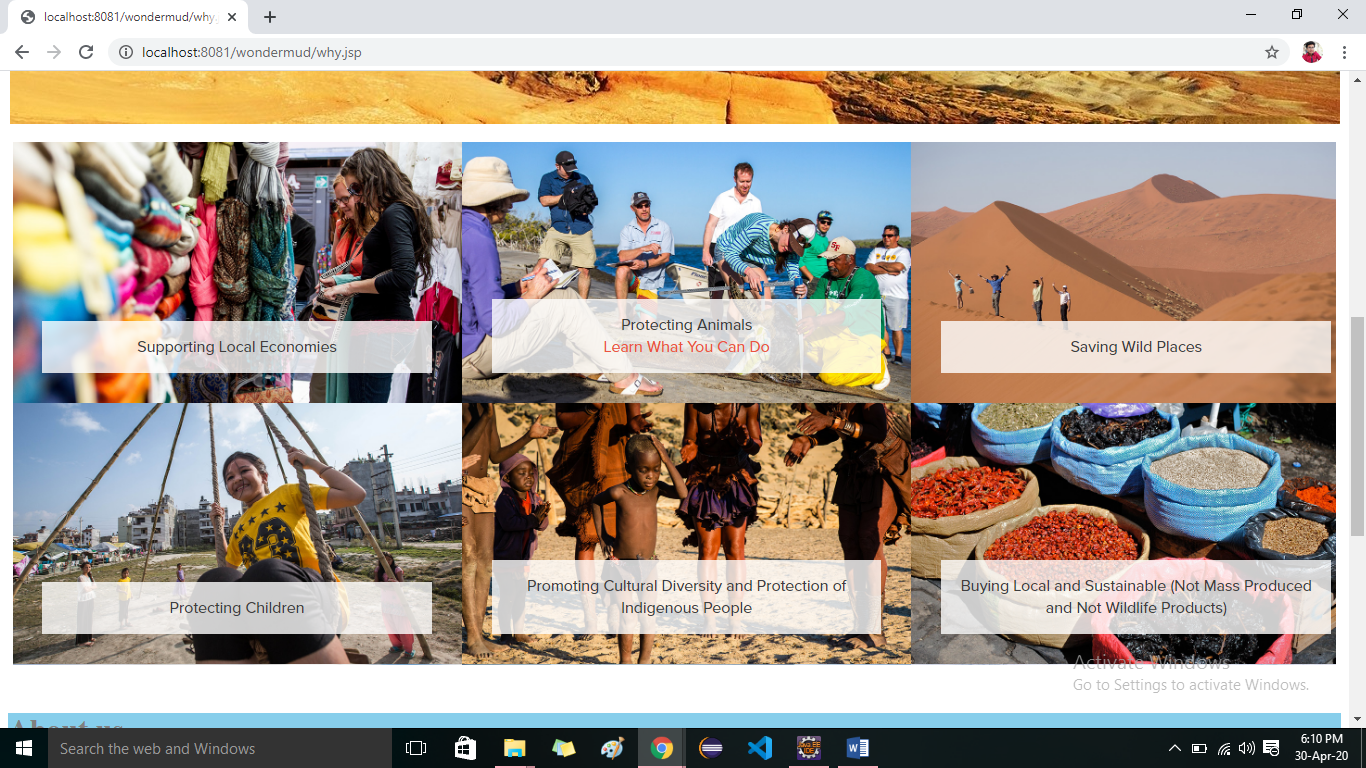 localhost:8081/wondermud/why.
localhost:8081/wondermud/why.jsp
Supporting Local Economies
Protecting Animals
Learn What You Can Do
Saving Wild Places
Protecting Children
Promoting Cultural Diversity and Protection of
Indigenous People
Buying Local and Sustainable (Not Mass Produced
and Not Wildlife Products)
Activate Windows
Go to Settings to activate Windows.
About us
Search the web and Windows
6:10 PM
30-Apr-20